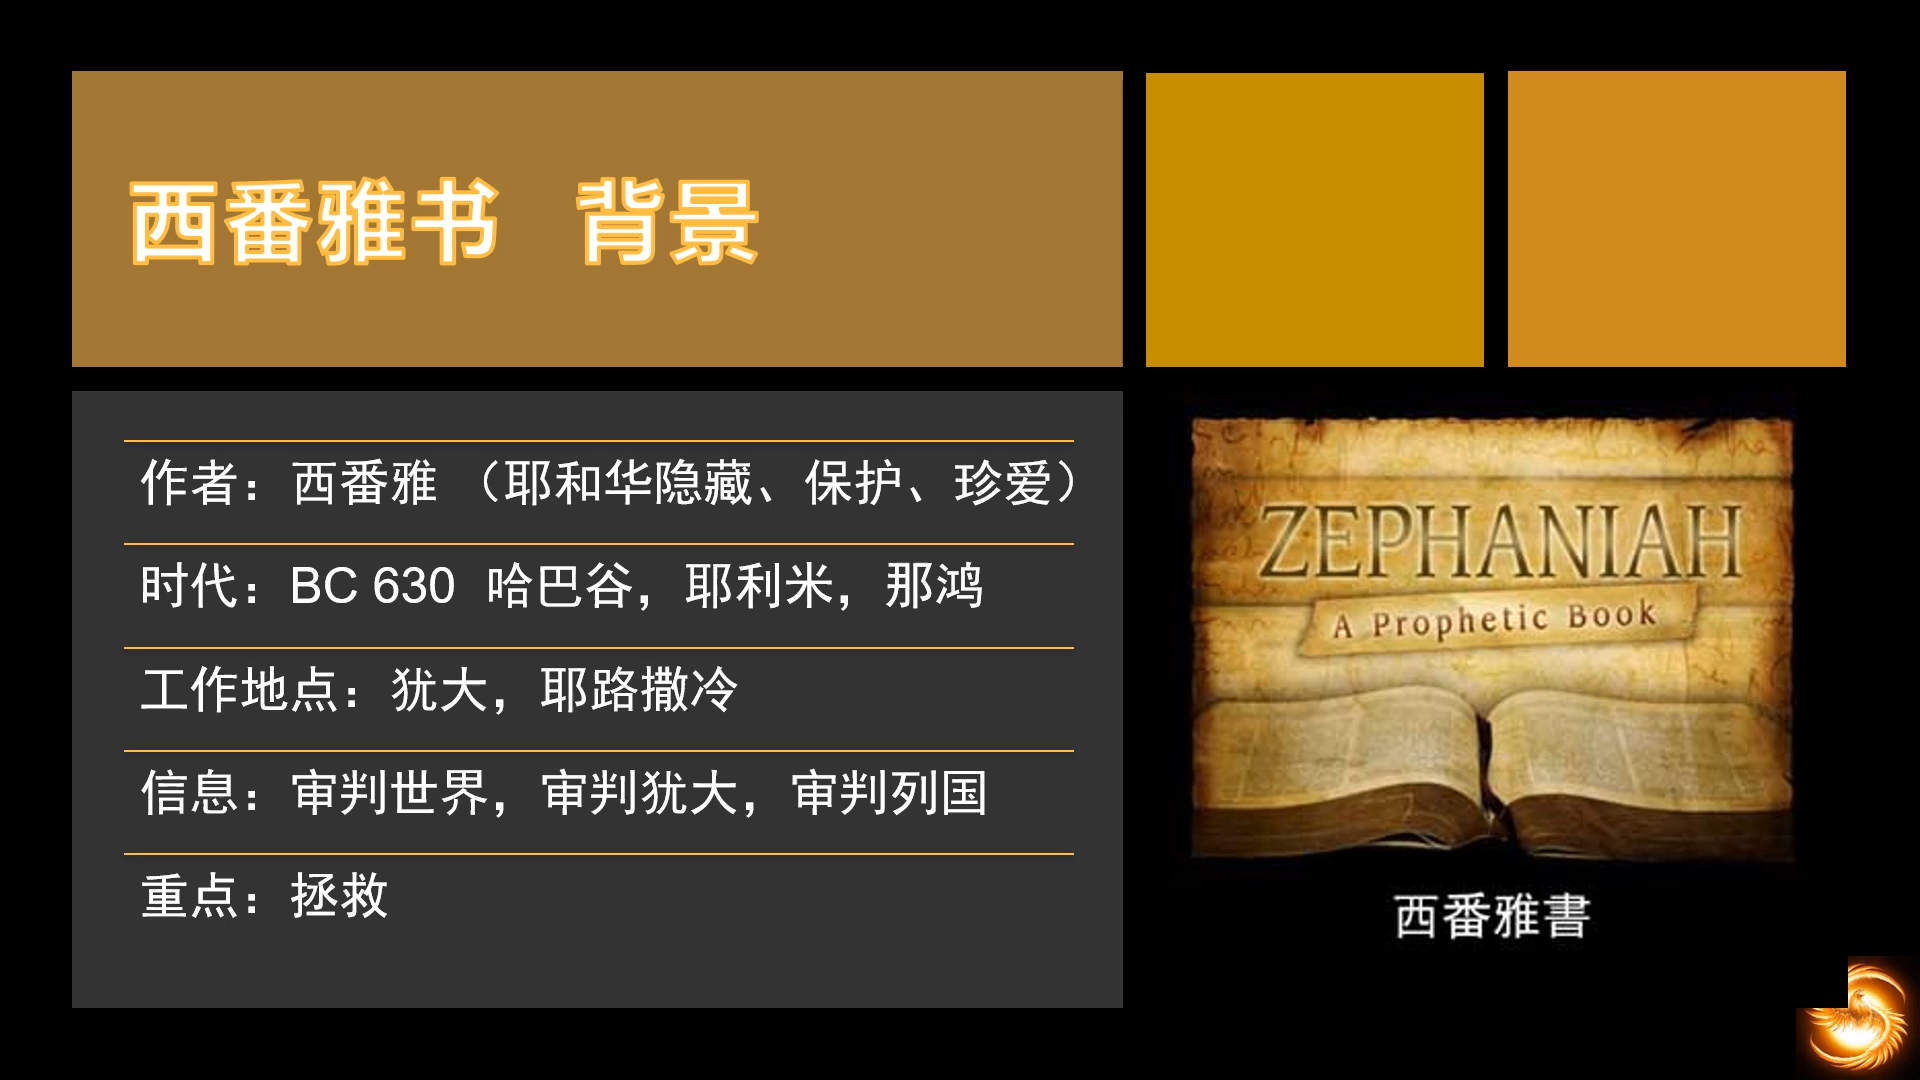 西番雅书 背景
作者：西番雅 （耶和华隐藏、保护、珍爱）
时代：BC 630 哈巴谷，耶利米，那鸿
工作地点：犹大，耶路撒冷
信息：审判世界，审判犹大，审判列国
重点：拯救
ZEPHANIAH
A Prophetic Book
西番雅書